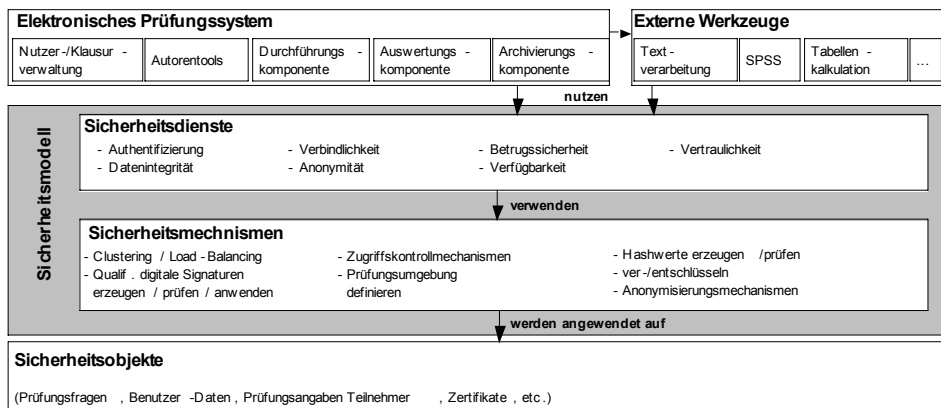 Elektronisches Prüfungssystem
Externe Werkzeuge
Nutzer-/Klausur -
verwaltung
Autorentools
Durchführungs -
komponente
Auswertungs -
komponente
Archivierungs -
komponente
Text -
verarbeitung
SPSS
Tabellen -
kalkulation
...
nutzen
Sicherheitsmodell
Sicherheitsdienste
- Authentifizierung
- Verbindlichkeit
- Betrugssicherheit
- Vertraulichkeit
- Datenintegrität
- Anonymität
- Verfügbarkeit
verwenden
Sicherheitsmechnismen
- Clustering / Load - Balancing
- Qualif . digitale Signaturen
erzeugen / prüfen / anwenden
- Zugriffskontrollmechanismen
- Prüfungsumgebung
definieren
- Hashwerte erzeugen /prüfen
- ver -/entschlüsseln
- Anonymisierungsmechanismen
werden angewendet auf
Sicherheitsobjekte
(Prüfungsfragen , Benutzer -Daten , Prüfungsangaben Teilnehmer , Zertifikate , etc.)